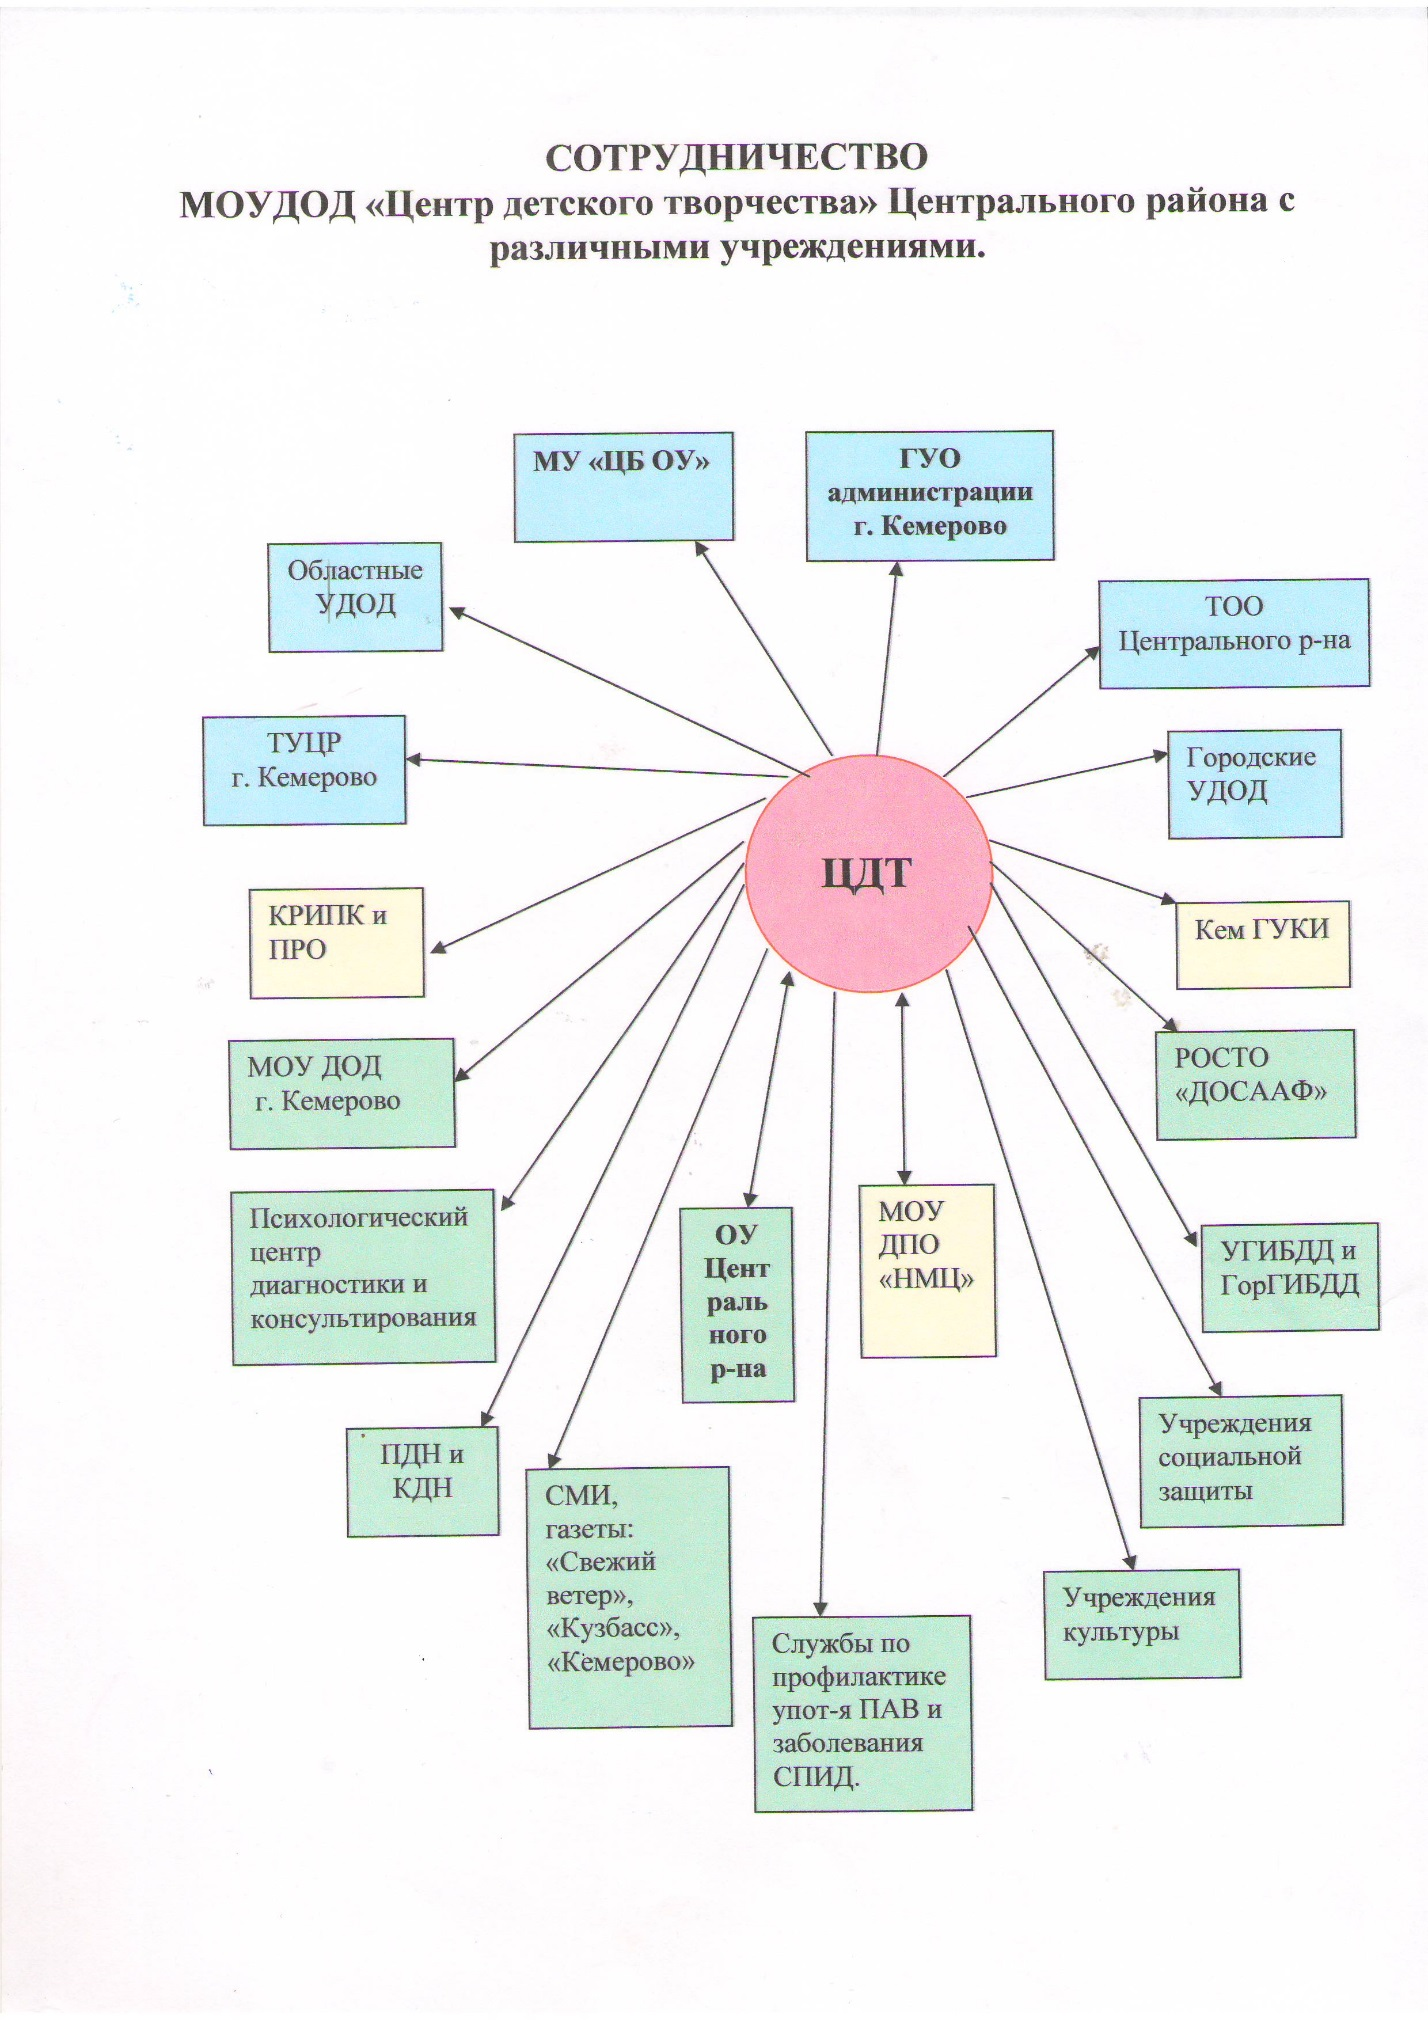 СОТРУДНИЧЕСТВО
МОУДОД «Центр детского творчества» Центрального района с
различными учреждениями.
МУ «ЦБ ОУ»
ГУО
администрации
г. Кемерово
Областные
УДОД
ТОО
Центрального р-на
ТУЦР
г. Кемерово
Городские
УДОД
ЦДТ
КРИПК и
ПРО
Кем ГУКИ
МОУ ДОД
г. Кемерово
РОСТО
«ДОСААФ»
Психологический
центр
диагностики и
консультирования
ОУ
Цент
раль
ного
р-на
МОУ
ДПО
«НМЦ»
УГИБДД и
ГорГИБДД
ПДН и
КДН
СМИ,
газеты:
«Свежий
ветер»,
«Кузбасс»,
«Кемерово»
Учреждения
социальной
защиты
Службы по
профилактике
упот-я ПАВ и
заболевания
СПИД.
Учреждения
культуры